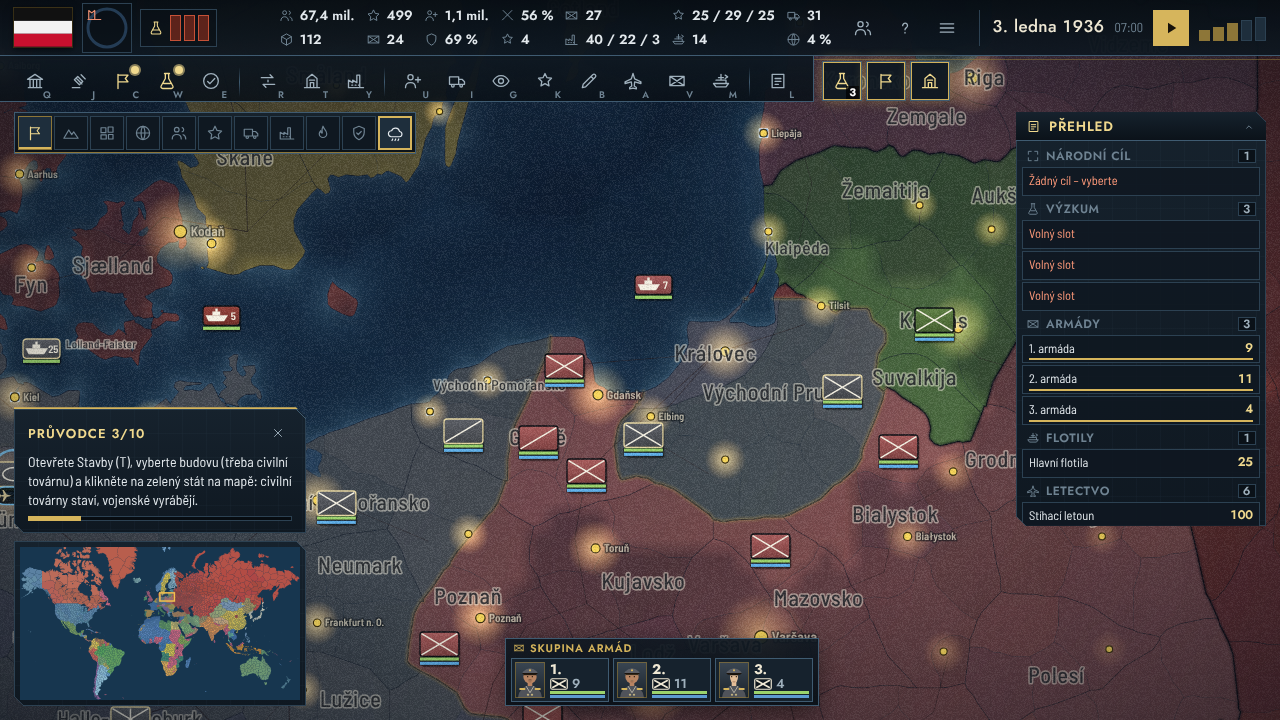 67,4 mil.
499
1,1 mil.
56 %
27
25 / 29 / 25
31
112
24
69 %
4
40 / 22 / 3
14
4 %
?
3. ledna 1936
07:00
Q
J
C
W
E
R
T
Y
U
I
G
K
B
A
V
M
L
3
Riga
Zemgale
Liepāja
Skåne
Aarhus
Kodaň
Sjælland
Fyn
Žemaitija
Klaipėda
Tilsit
5
7
25
Lolland-Falster
Kiel
Královec
Východní Pomořansko
Gdaňsk
Východní Pru
Suvalkija
Elbing
Bialystok
Białystok
Toruň
Kujavsko
Mazovsko
Neumark
Poznaň
Poznaň
Frankfurt n. O.
Varšava
Lužice
Polesí
PŘEHLED
NÁRODNÍ CÍL
1
Žádný cíl – vyberte
VÝZKUM
3
Volný slot
Volný slot
Volný slot
ARMÁDY
3
1. armáda
9
2. armáda
11
3. armáda
4
FLOTILY
1
Hlavní flotila
25
LETECTVO
6
Stíhací letoun
100
PRŮVODCE 3/10
Otevřete Stavby (T), vyberte budovu (třeba civilní
továrnu) a klikněte na zelený stát na mapě: civilní
továrny staví, vojenské vyrábějí.
SKUPINA ARMÁD
1.
9
2.
11
3.
4